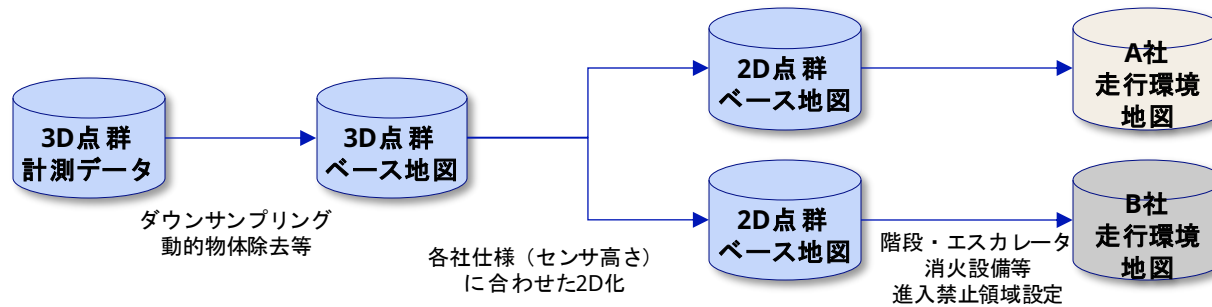 3D点群
計測データ
ダウンサンプリング
動的物体除去等
3D点群
ベース地図
各社仕様（センサ高さ）
に合わせた2D化
2D点群
ベース地図
A社
走行環境
地図
2D点群
ベース地図
階段・エスカレータ
消火設備等
進入禁止領域設定
B社
走行環境
地図